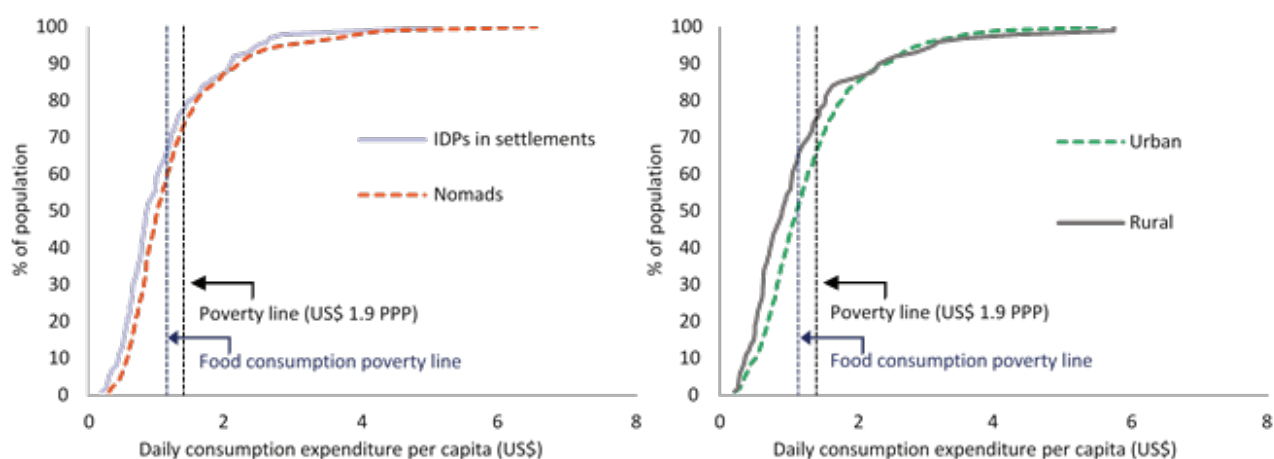 100
90
80
70
60
50
40
30
20
10
0
% of population
IDPs in settlements
Nomads
Poverty line (US$ 1.9 PPP)
Food consumption poverty line
0 2 4 6 8
Daily consumption expenditure per capita (US$)
100
90
80
70
60
50
40
30
20
10
0
% of population
Urban
Rural
Poverty line (US$ 1.9 PPP)
Food consumption poverty line
0 2 4 6 8
Daily consumption expenditure per capita (US$)